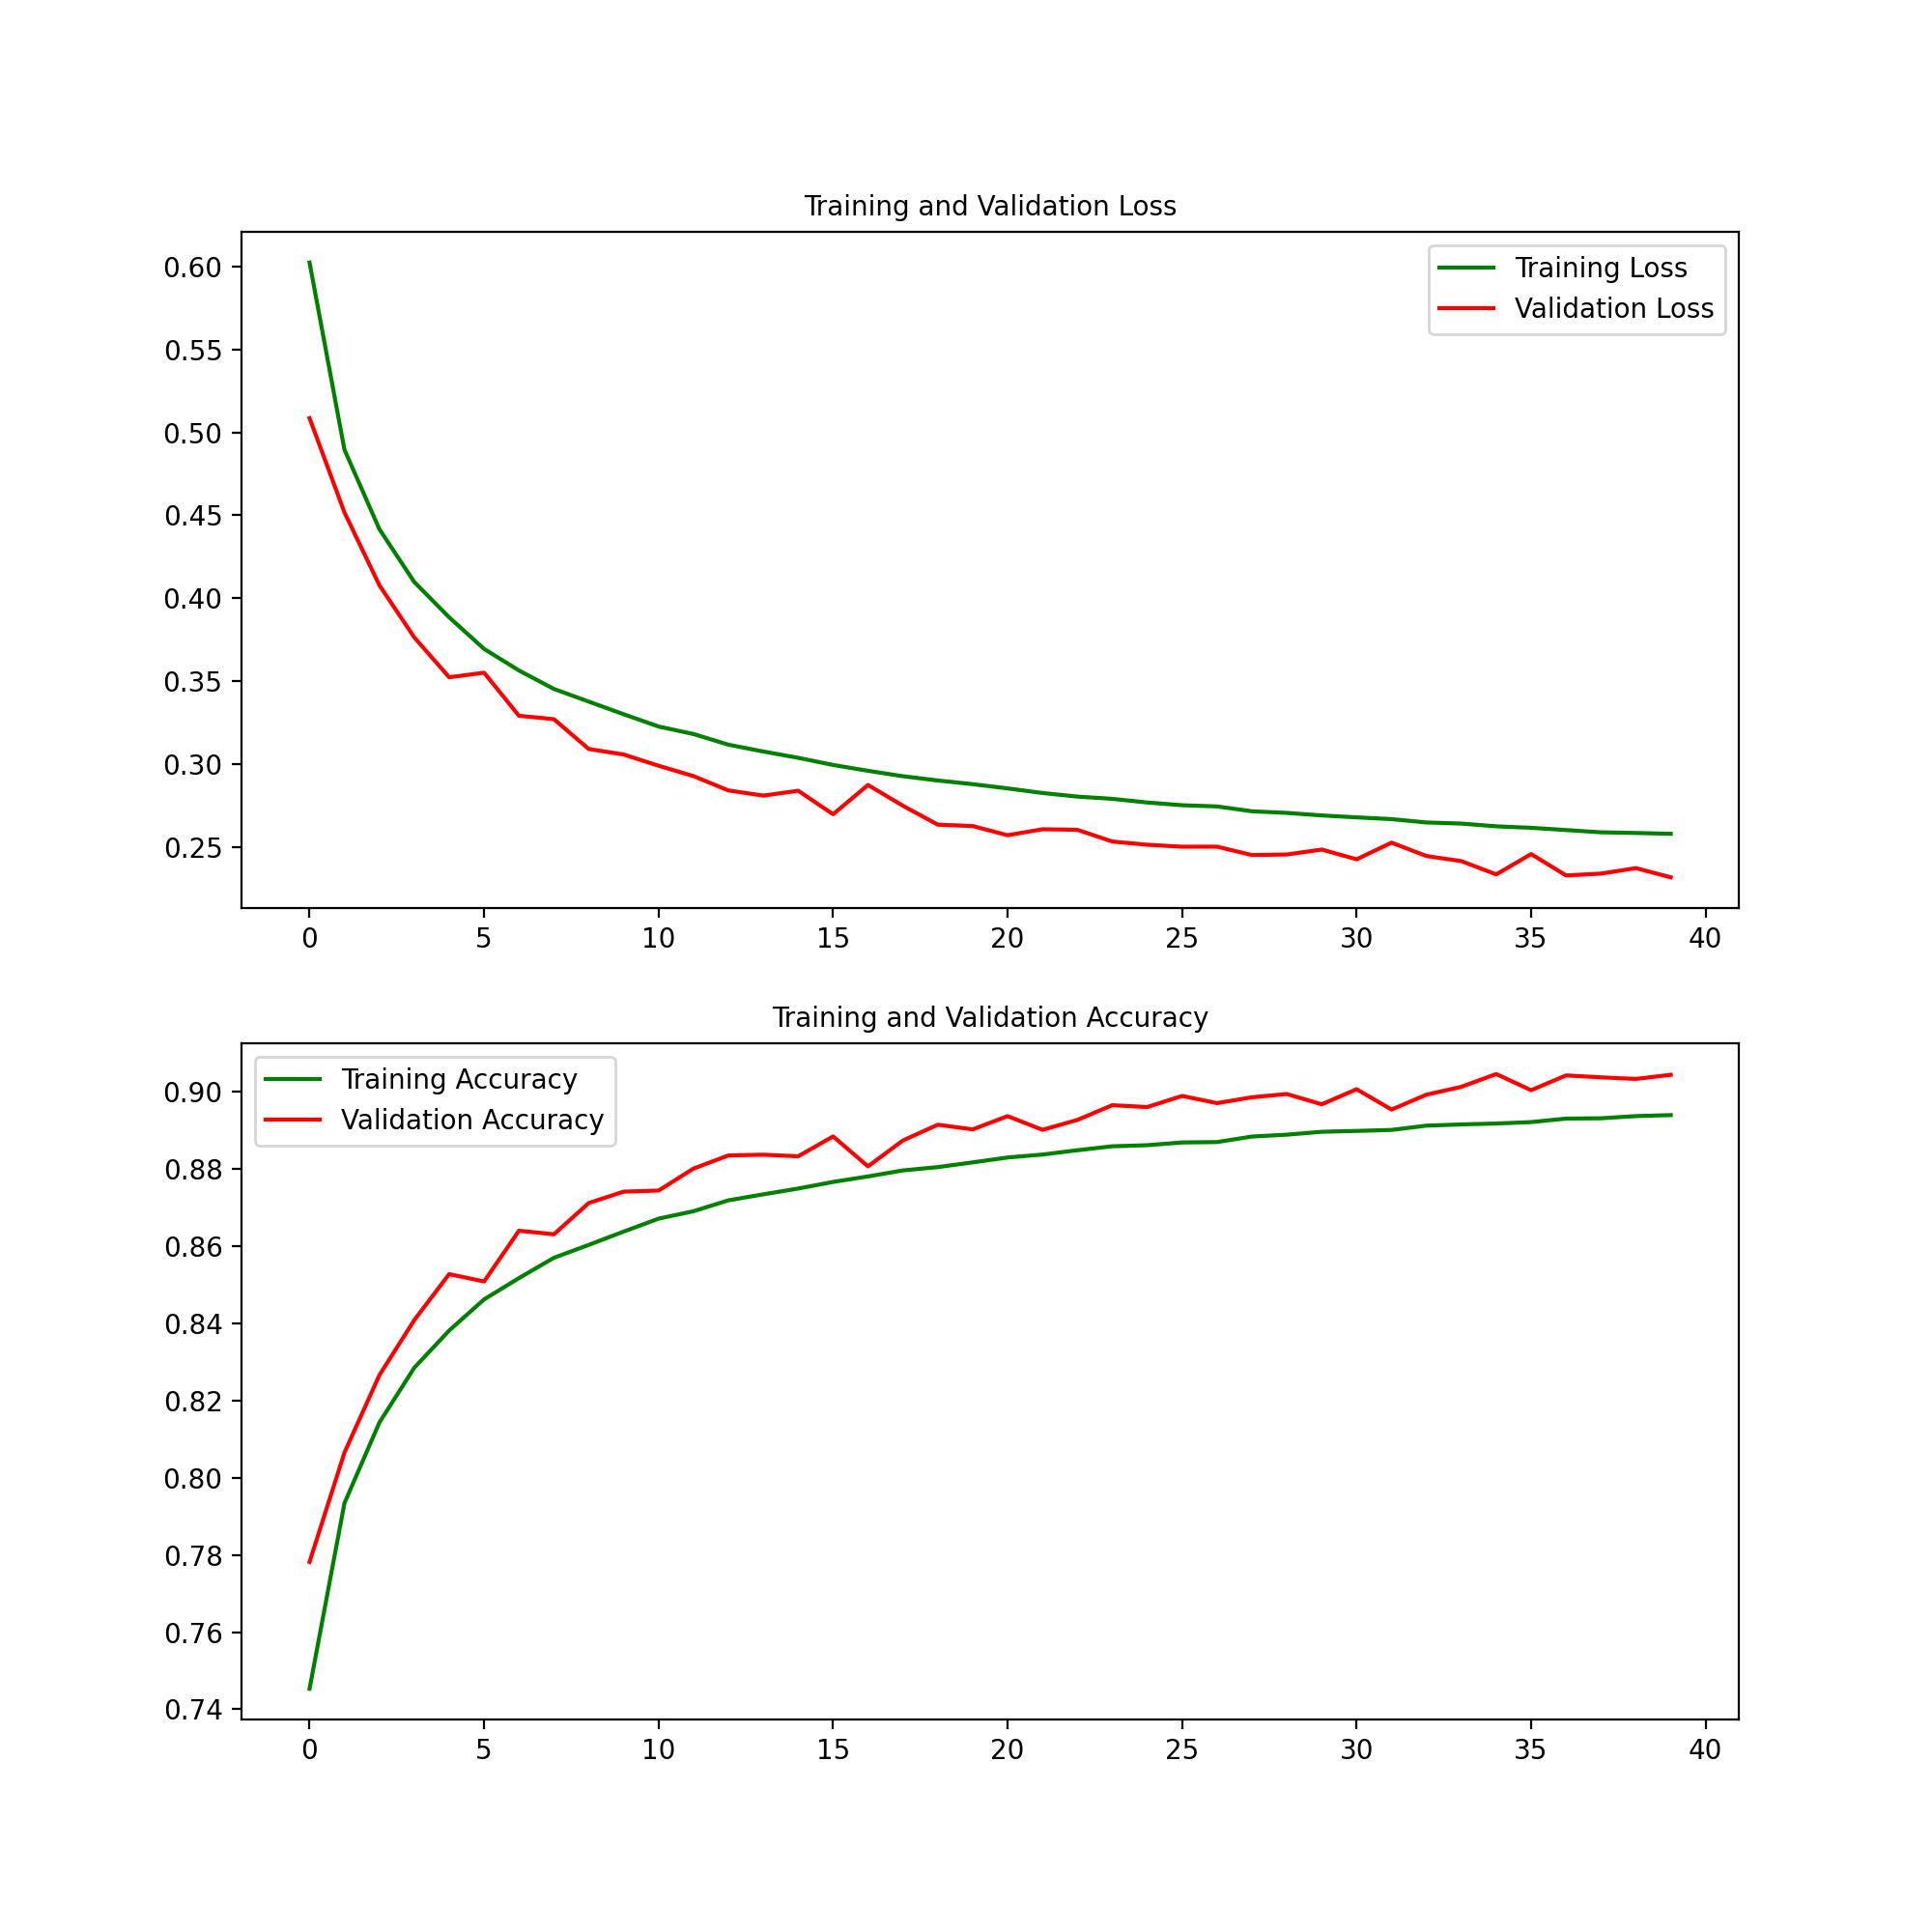 Training and Validation Loss
0.60
0.55
0.50
0.45
0.40
0.35
0.30
0.25
Training Loss
Validation Loss
0 5 10 15 20 25 30 35 40
Training and Validation Accuracy
0.90
0.88
0.86
0.84
0.82
0.80
0.78
0.76
0.74
Training Accuracy
Validation Accuracy
0 5 10 15 20 25 30 35 40